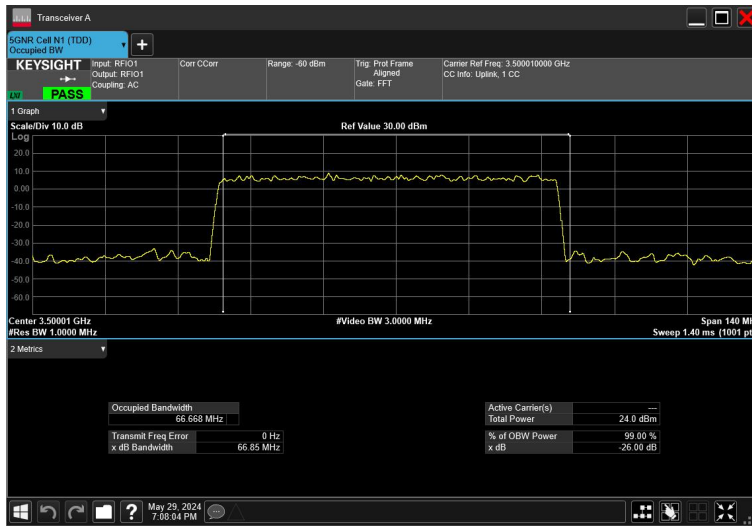 Transceiver A
5GNR Cell N1 (TDD)
Occupied BW
KEYSIGHT
LXI
PASS
Input: RFIO1
Output: RFIO1
Coupling: AC
Corr CCorr
Range: -60 dBm
Trig: Prot Frame
Aligned
Gate: FFT
Carrier Ref Freq: 3.500010000 GHz
CC Info: Uplink, 1 CC
1 Graph
Scale/Div 10.0 dB
Ref Value 30.00 dBm
Log
20.0
10.0
0.00
-10.0
-20.0
-30.0
-40.0
-50.0
-60.0
Center 3.50001 GHz
#Video BW 3.0000 MHz
Span 140 M
#Res BW 1.0000 MHz
Sweep 1.40 ms (1001 pt
2 Metrics
Occupied Bandwidth
66.668 MHz
Transmit Freq Error 0 Hz
x dB Bandwidth 66.85 MHz
Active Carrier(s) ---
Total Power 24.0 dBm
% of OBW Power 99.00 %
x dB -26.00 dB
?
May 29, 2024
7:08:04 PM